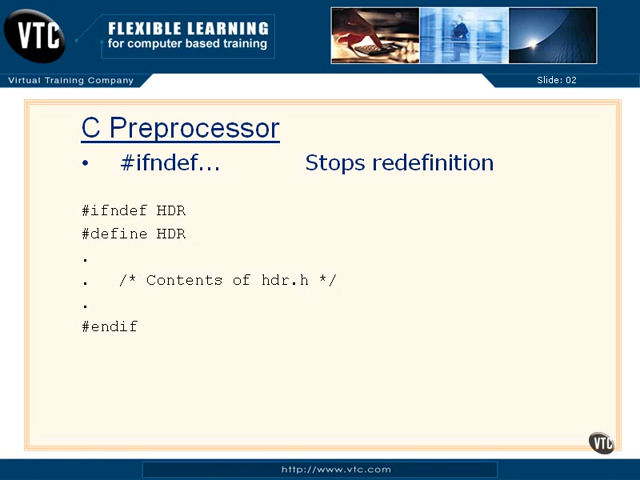 VTC
FLEXIBLE LEARNING
for computer based training
Virtual Training Company
Slide: 02
C Preprocessor
• #ifndef... Stops redefinition
#ifndef HDR
#define HDR
.
. /* Contents of hdr.h */
.
#endif
VTC
http://www.vtc.com